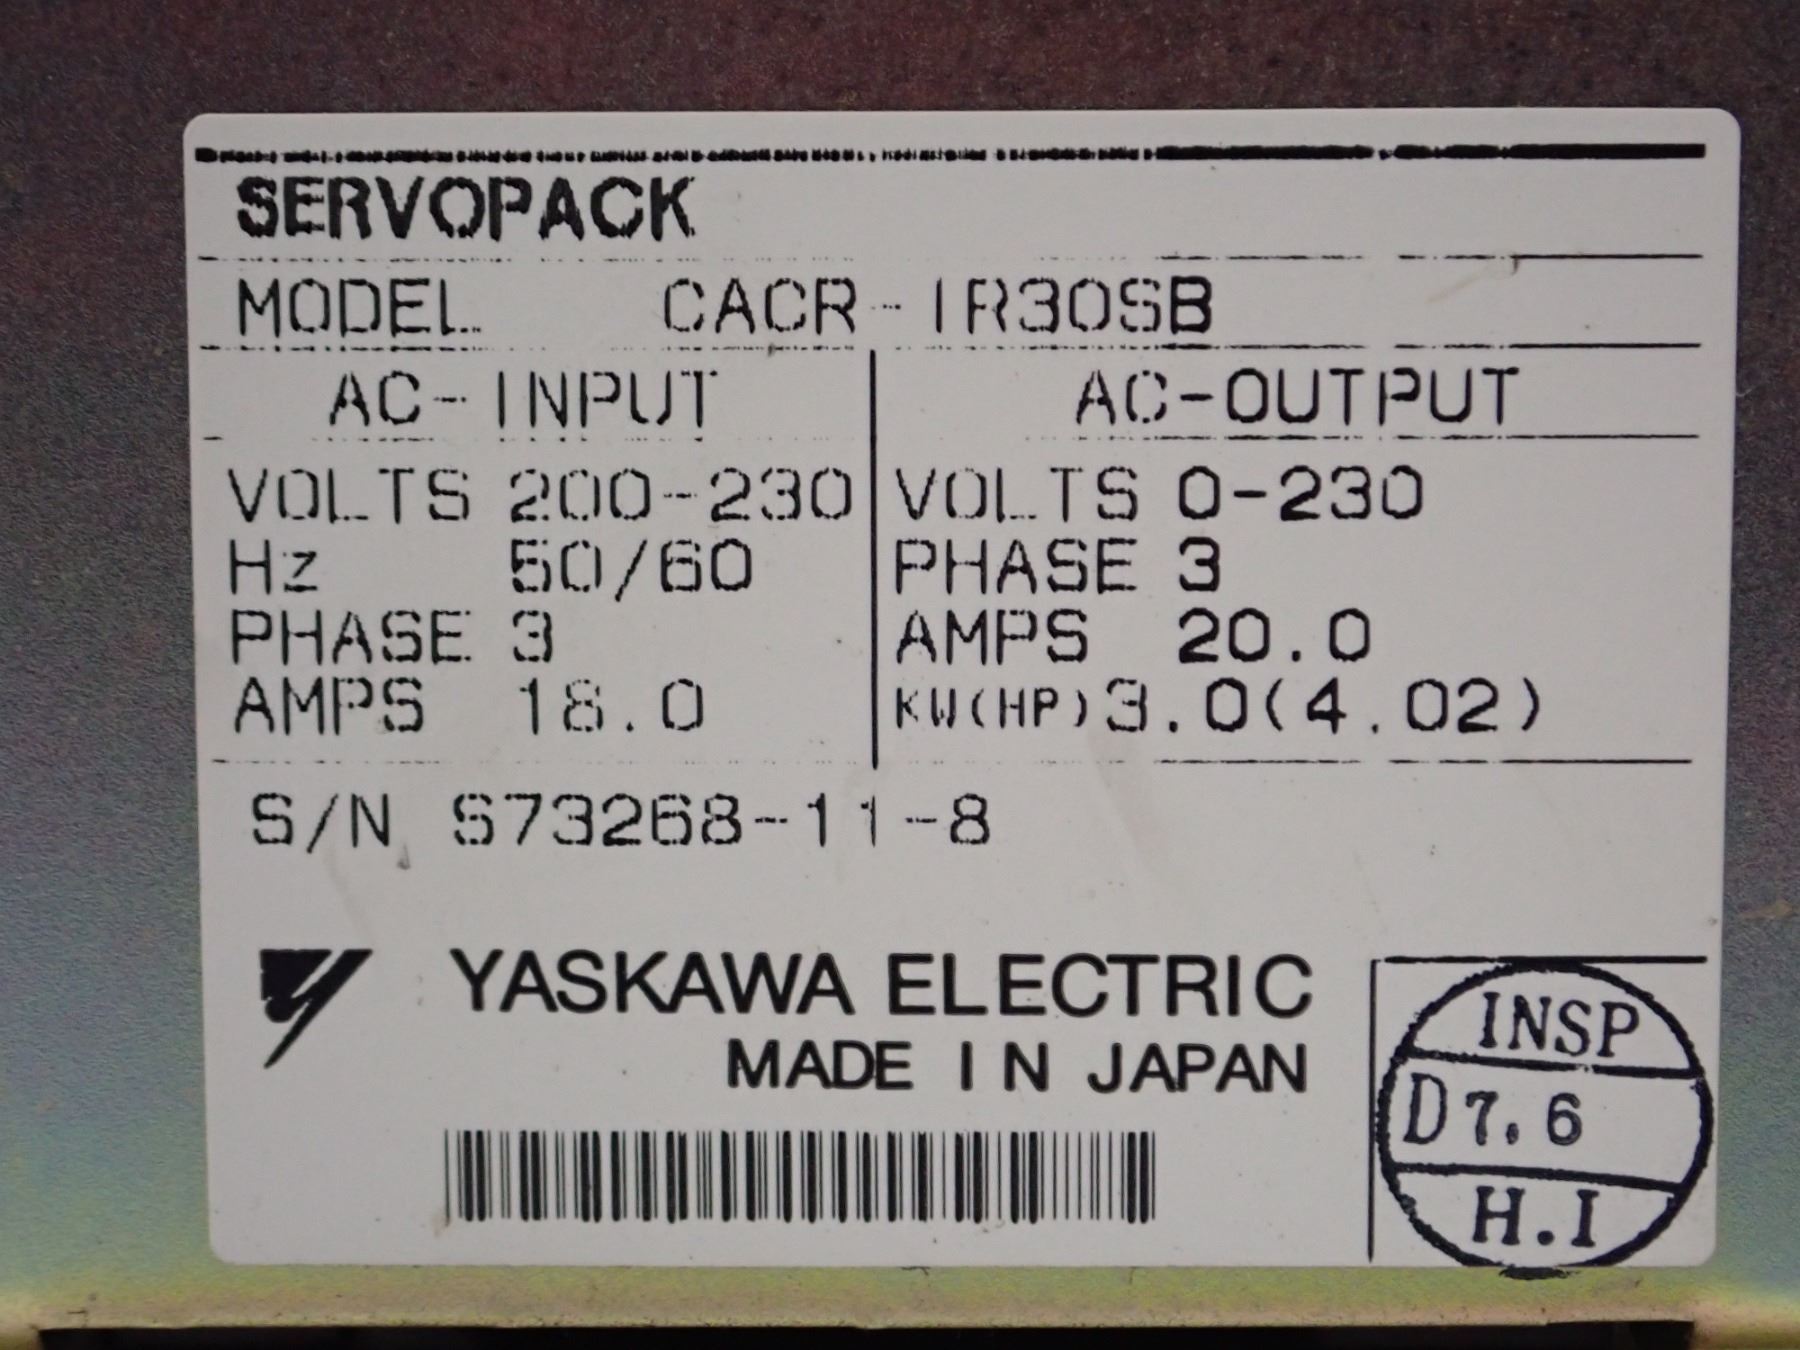 SERVOPACK
MODEL CACR-IR30SB
AC-INPUT AC-OUTPUT
VOLTS 200-230 VOLTS 0-230
Hz 50/60 PHASE 3
PHASE 3 AMPS 20.0
AMPS 18.0 KW(HP) 3.0(4.02)
S/N S73268-11-8
YASKAWA ELECTRIC
MADE IN JAPAN
INSP
D7.6
H.I